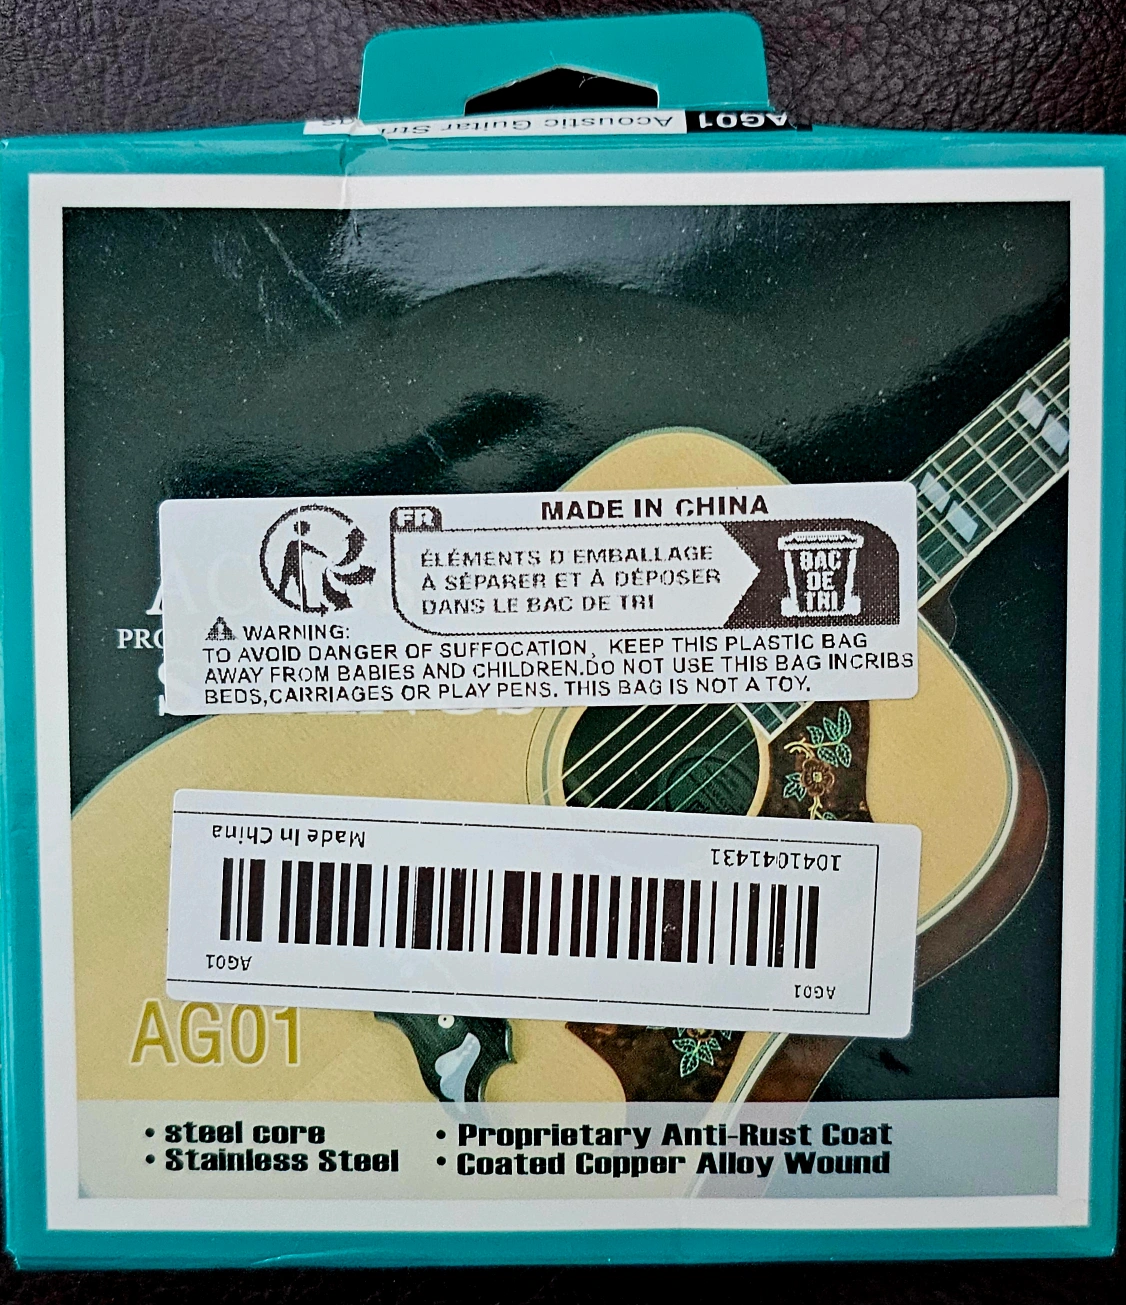 AG01
Acoustic Guitar Stri
gs
MADE IN CHINA
FR
ÉLÉMENTS D'EMBALLAGE
À SÉPARER ET À DÉPOSER
DANS LE BAC DE TRI
BAC
DE
TRI
WARNING:
TO AVOID DANGER OF SUFFOCATION, KEEP THIS PLASTIC BAG
AWAY FROM BABIES AND CHILDREN.DO NOT USE THIS BAG INCRIBS
BEDS,CARRIAGES OR PLAY PENS. THIS BAG IS NOT A TOY.
PRO
AG01
AG01
1041041431
Made In China
AG01
• steel core
• Stainless Steel
• Proprietary Anti-Rust Coat
• Coated Copper Alloy Wound